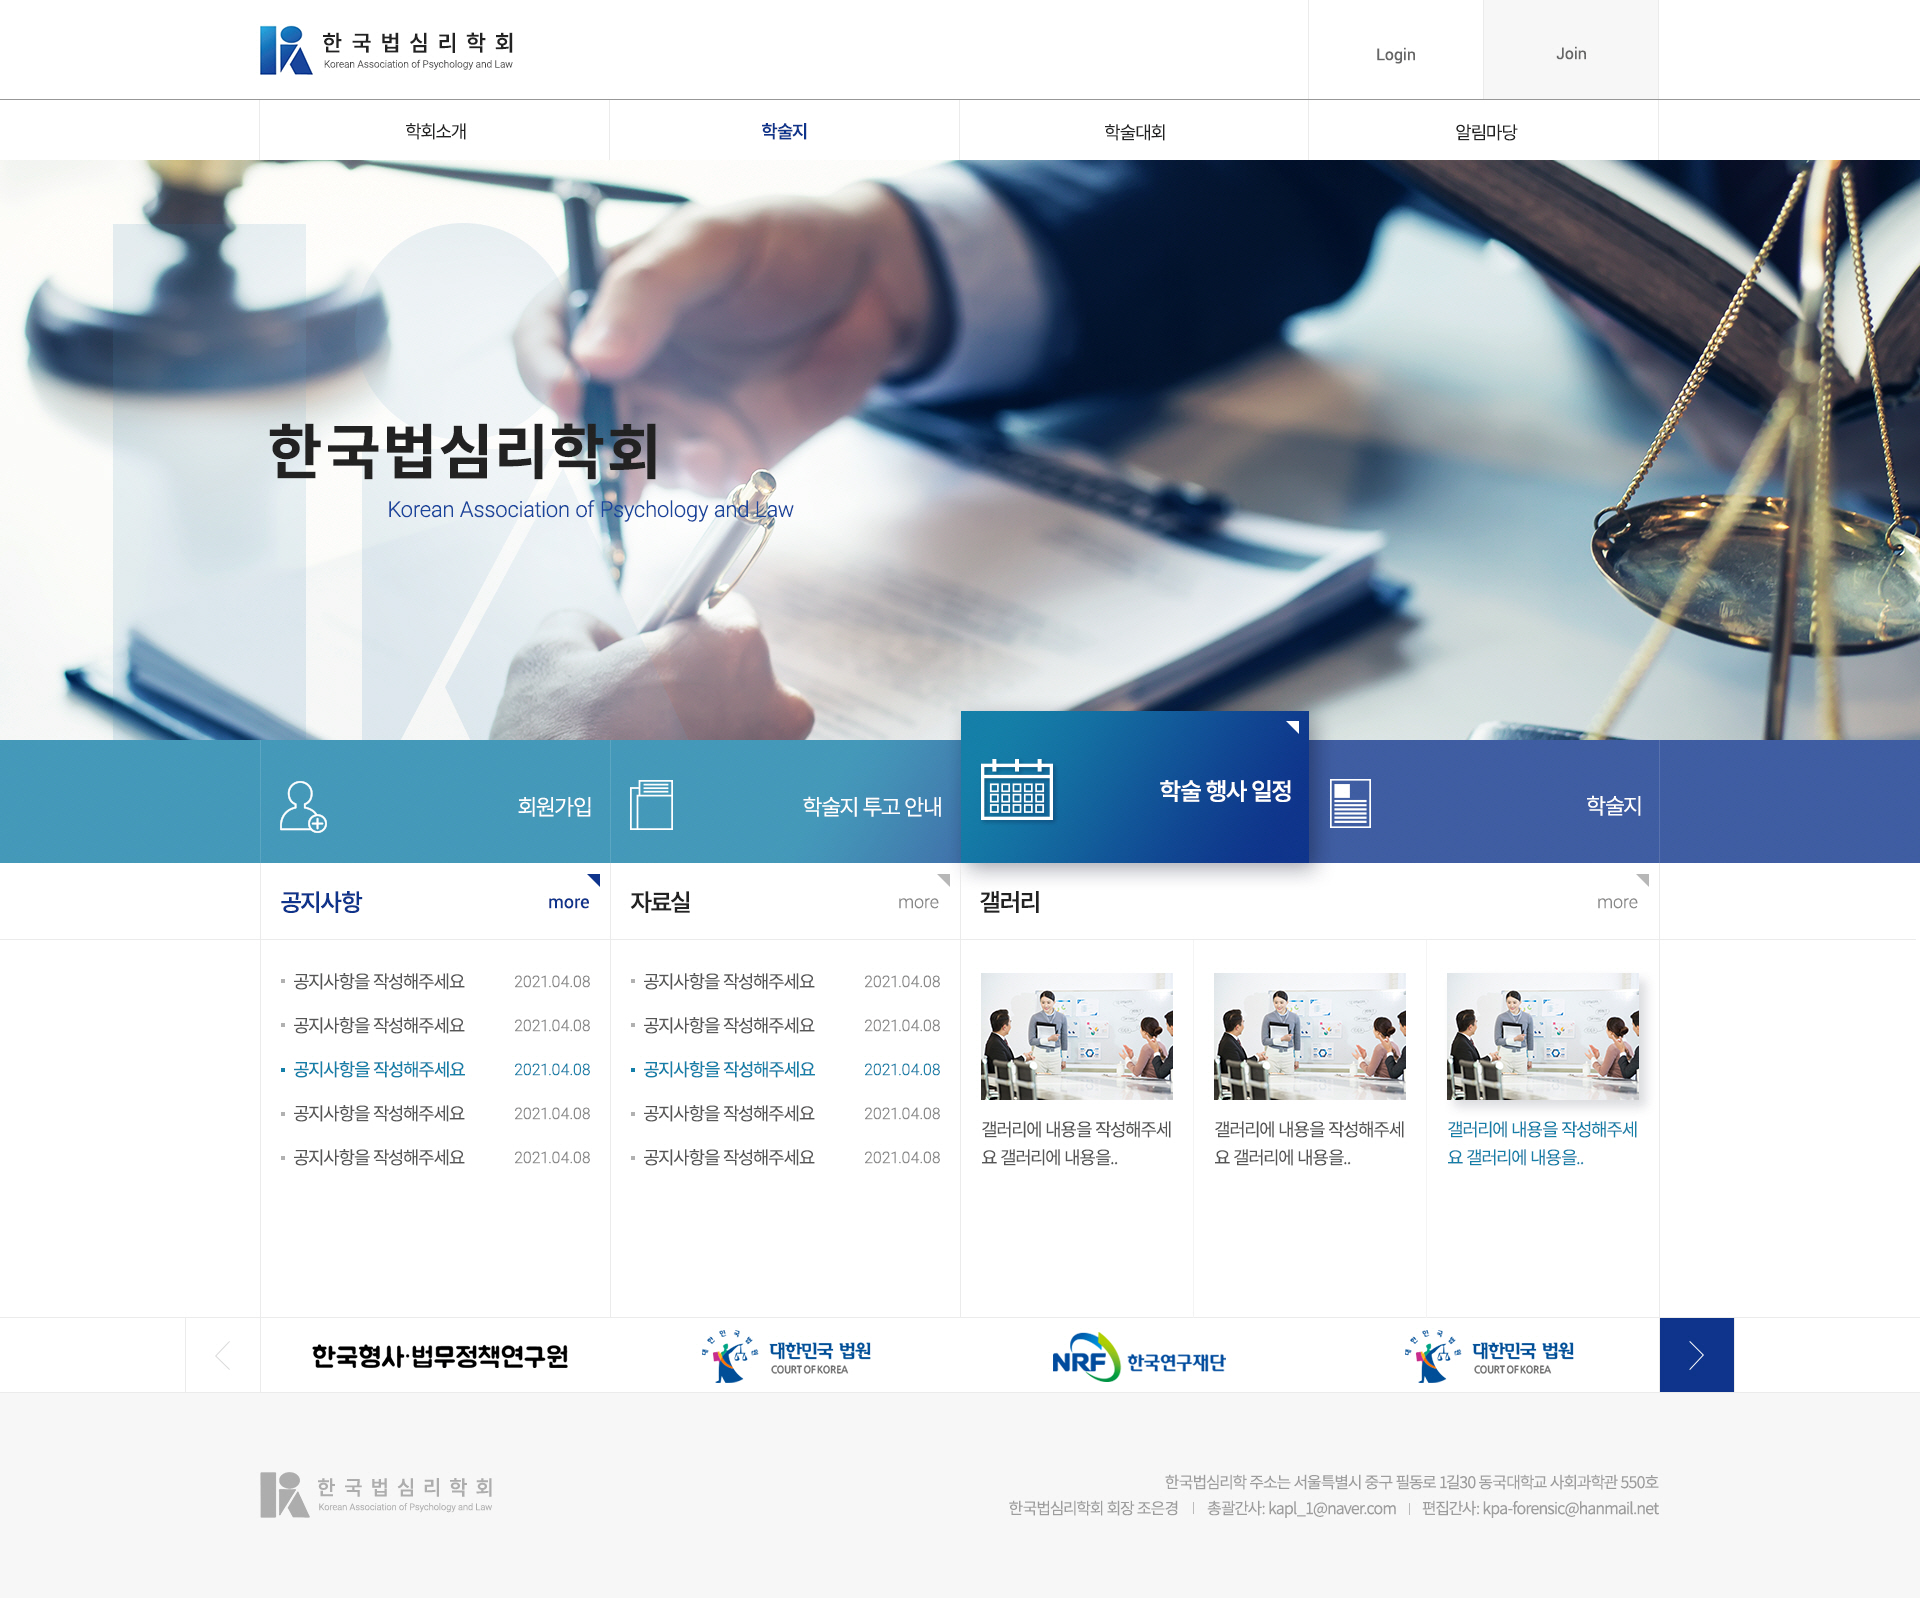 한국법심리학회
Korean Association of Psychology and Law
Login
Join
학회소개
학술지
학술대회
알림마당
한국법심리학회
Korean Association of Psychology and Law
회원가입
학술지 투고 안내
학술 행사 일정
학술지
공지사항
more
자료실
more
갤러리
more
공지사항을 작성해주세요 2021.04.08
공지사항을 작성해주세요 2021.04.08
공지사항을 작성해주세요 2021.04.08
공지사항을 작성해주세요 2021.04.08
공지사항을 작성해주세요 2021.04.08
공지사항을 작성해주세요 2021.04.08
공지사항을 작성해주세요 2021.04.08
공지사항을 작성해주세요 2021.04.08
공지사항을 작성해주세요 2021.04.08
공지사항을 작성해주세요 2021.04.08
갤러리에 내용을 작성해주세
요 갤러리에 내용을..
갤러리에 내용을 작성해주세
요 갤러리에 내용을..
갤러리에 내용을 작성해주세
요 갤러리에 내용을..
한국형사·법무정책연구원
대한민국법원
대한민국 법원
COURT OF KOREA
NRF 한국연구재단
대한민국법원
대한민국 법원
COURT OF KOREA
한국법심리학회
Korean Association of Psychology and Law
한국법심리학 주소는 서울특별시 중구 필동로 1길30 동국대학교 사회과학관 550호
한국법심리학회 회장 조은경 | 총괄간사: kapl_1@naver.com | 편집간사: kpa-forensic@hanmail.net